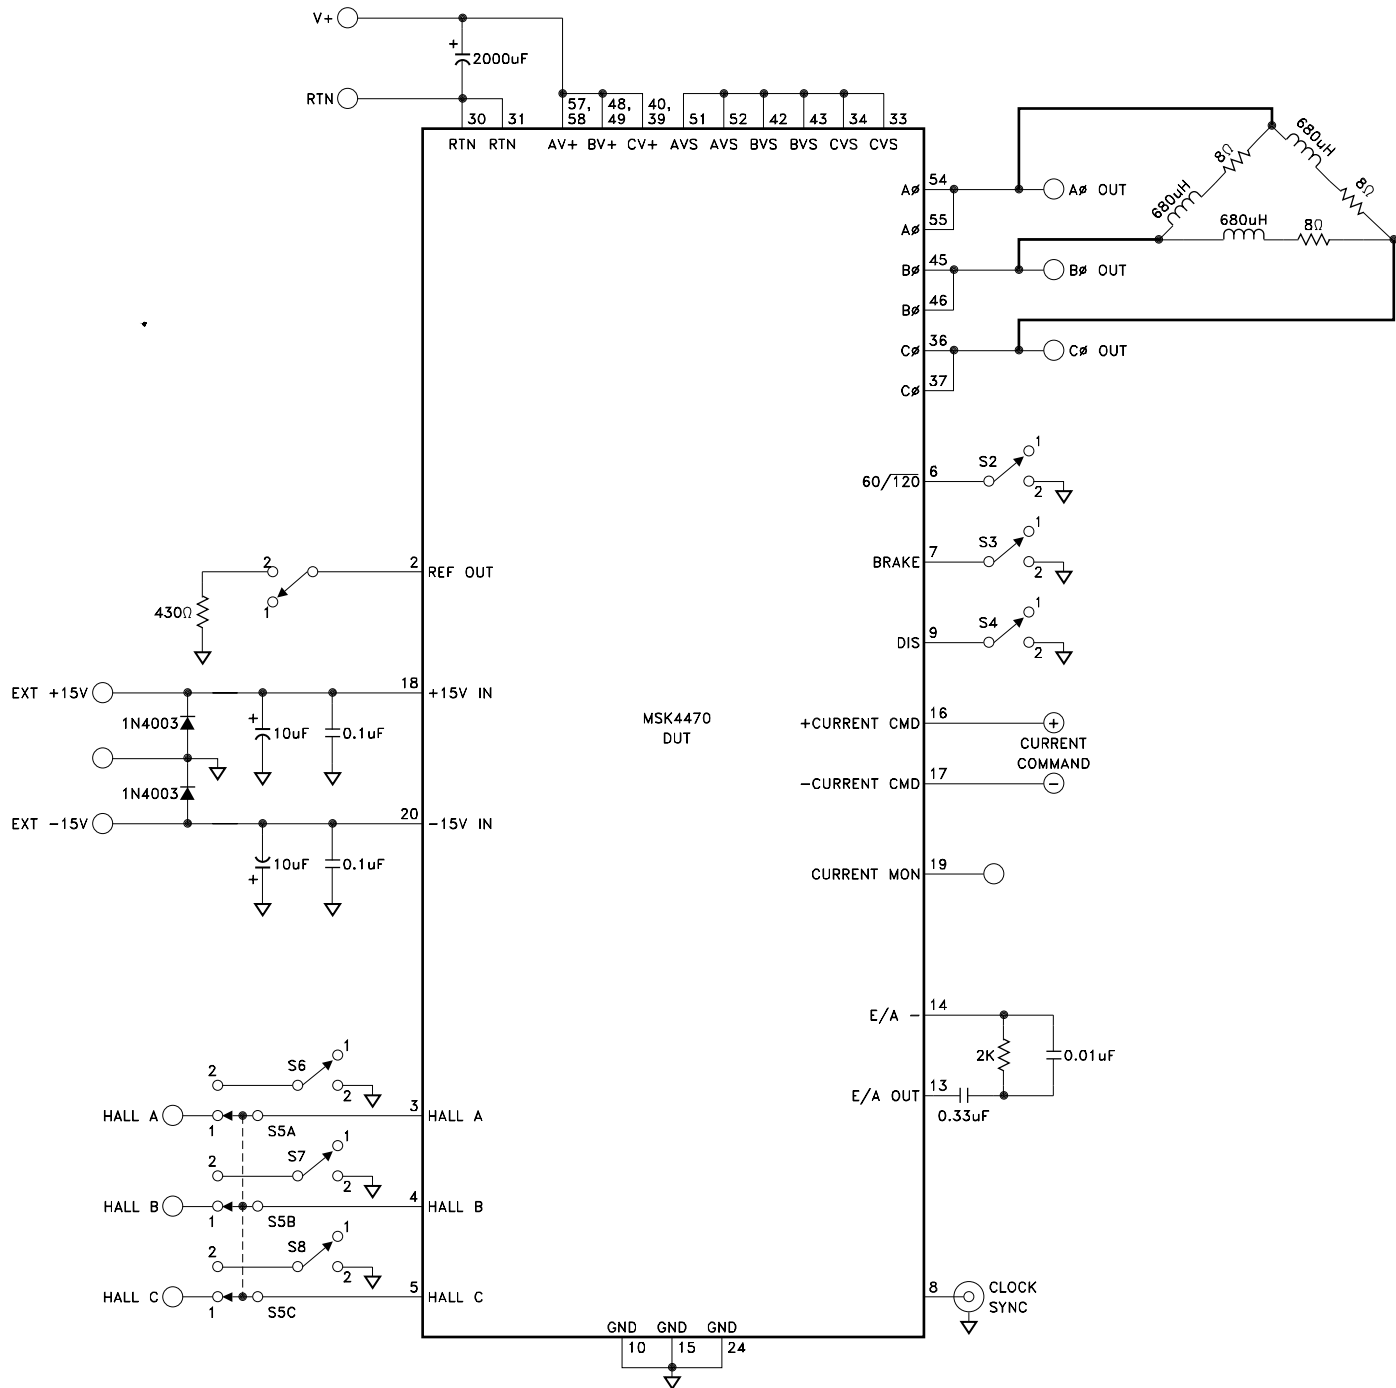 V+
2000uF
RTN
30 31 57, 58 48, 49 40, 39 51 52 42 43 34 33
RTN RTN AV+ BV+ CV+ AVS AVS BVS BVS CVS CVS
AØ 54
AØ 55
BØ 45
BØ 46
CØ 36
CØ 37
AØ OUT
BØ OUT
CØ OUT
8Ω
680uH
680uH
8Ω
680uH
8Ω
60/120 6
S2
1
2
BRAKE 7
S3
1
2
DIS 9
S4
1
2
2
1
430Ω
2 REF OUT
EXT +15V
18 +15V IN
1N4003
10uF
0.1uF
+
1N4003
EXT -15V
20 -15V IN
10uF
0.1uF
+
MSK4470
DUT
+CURRENT CMD 16
+
CURRENT
COMMAND
-CURRENT CMD 17
−
CURRENT MON 19
E/A - 14
2K
0.01uF
E/A OUT 13
0.33uF
2
S6
1
2
HALL A
1
S5A
3 HALL A
2
S7
1
2
HALL B
1
S5B
4 HALL B
2
S8
1
2
HALL C
1
S5C
5 HALL C
8
CLOCK
SYNC
GND GND GND
10 15 24